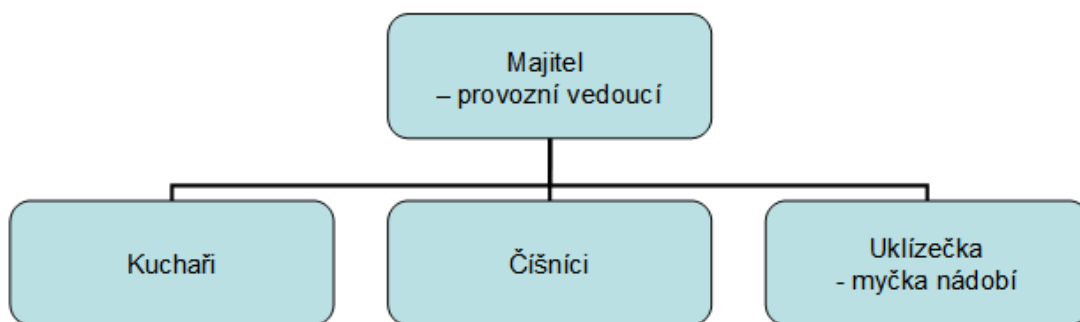 Majitel
– provozní vedoucí
Kuchaři
Číšníci
Uklízečka
- myčka nádobí